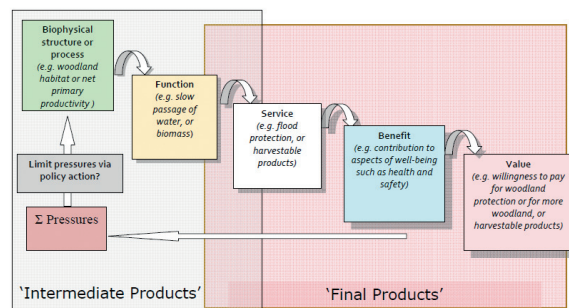 Biophysical
structure or
process
(e.g. woodland
habitat or net
primary
productivity )
Function
(e.g. slow
passage of
water, or
biomass)
Service
(e.g. flood
protection, or
harvestable
products)
Benefit
(e.g. contribution to
aspects of well-being
such as health and
safety)
Value
(e.g. willingness to pay
for woodland
protection or for more
woodland, or
harvestable products)
Limit pressures via
policy action?
Σ Pressures
‘Intermediate Products’
‘Final Products’